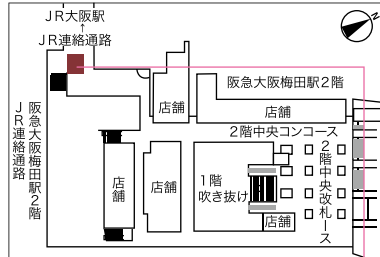 JR大阪駅
↑
JR連絡通路
N
阪急大阪梅田駅2階
店舗
店舗
2階中央コンコース
阪急大阪梅田駅2階
JR連絡通路
店舗
店舗
1階
吹き抜け
店舗
2階中央改札ース